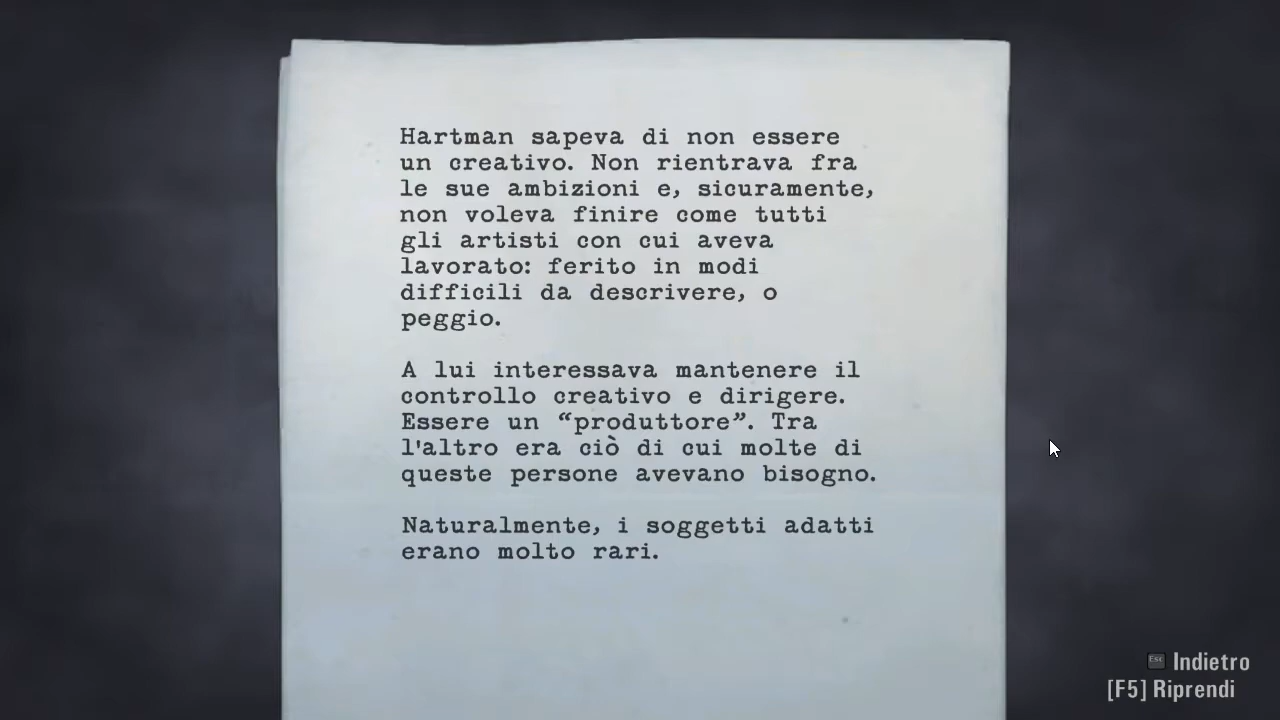 Hartman sapeva di non essere
un creativo. Non rientrava fra
le sue ambizioni e, sicuramente,
non voleva finire come tutti
gli artisti con cui aveva
lavorato: ferito in modi
difficili da descrivere, o
peggio.
A lui interessava mantenere il
controllo creativo e dirigere.
Essere un “produttore”. Tra
l'altro era ciò di cui molte di
queste persone avevano bisogno.
Naturalmente, i soggetti adatti
erano molto rari.
Esc Indietro
[F5] Riprendi